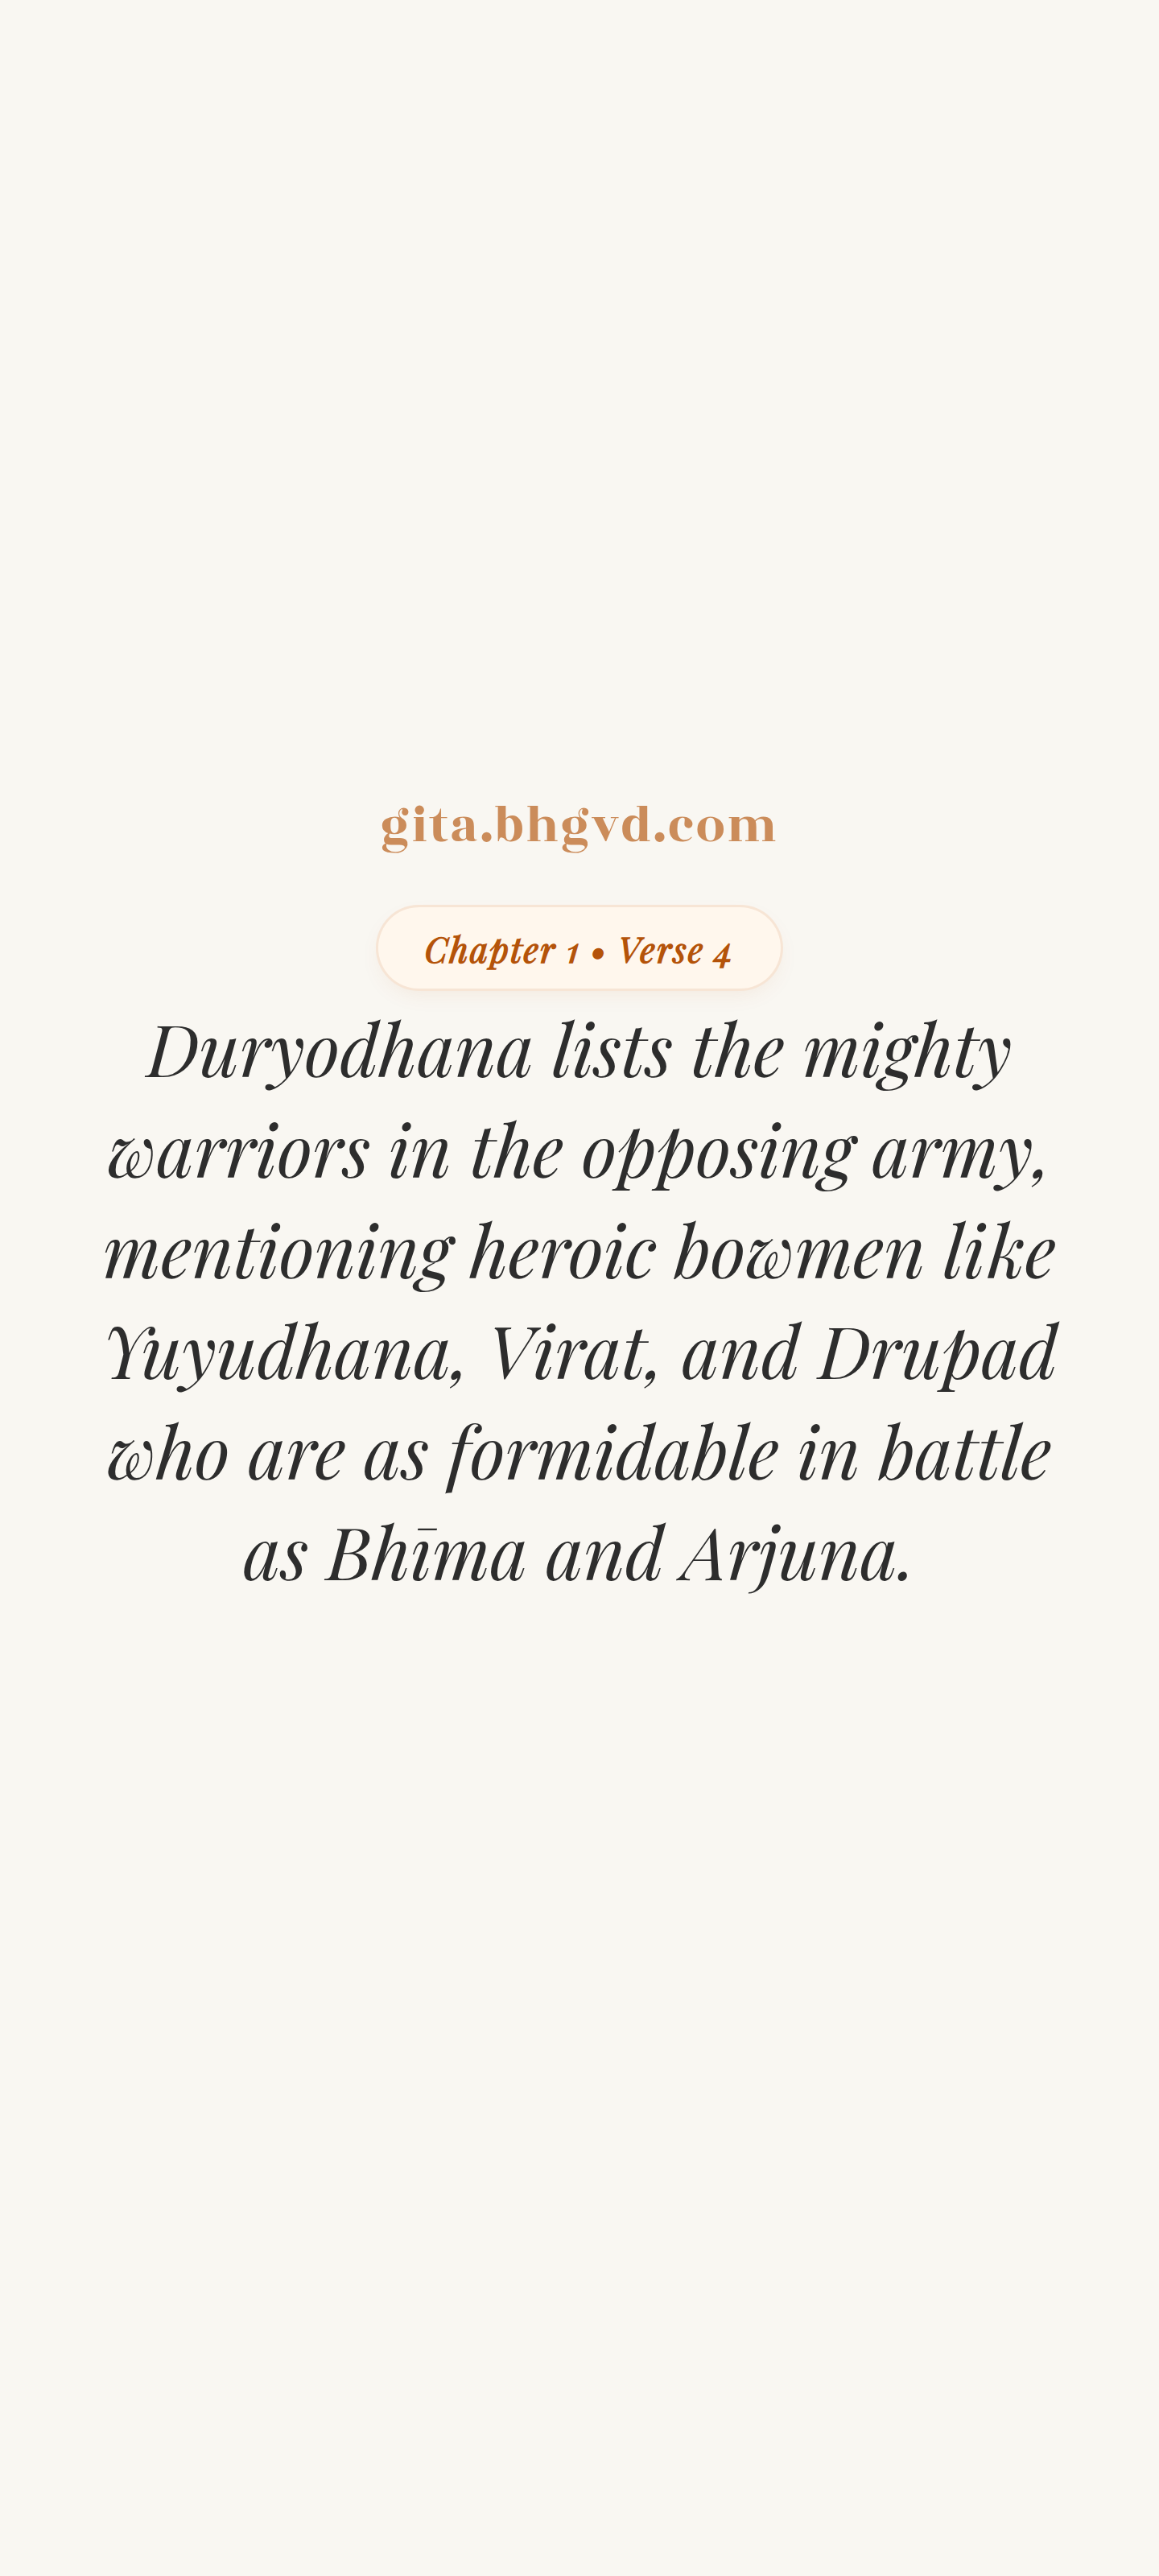 gita.bhgvd.com
Chapter 1 • Verse 4
Duryodhana lists the mighty
warriors in the opposing army,
mentioning heroic bowmen like
Yuyudhana, Virat, and Drupad
who are as formidable in battle
as Bhīma and Arjuna.